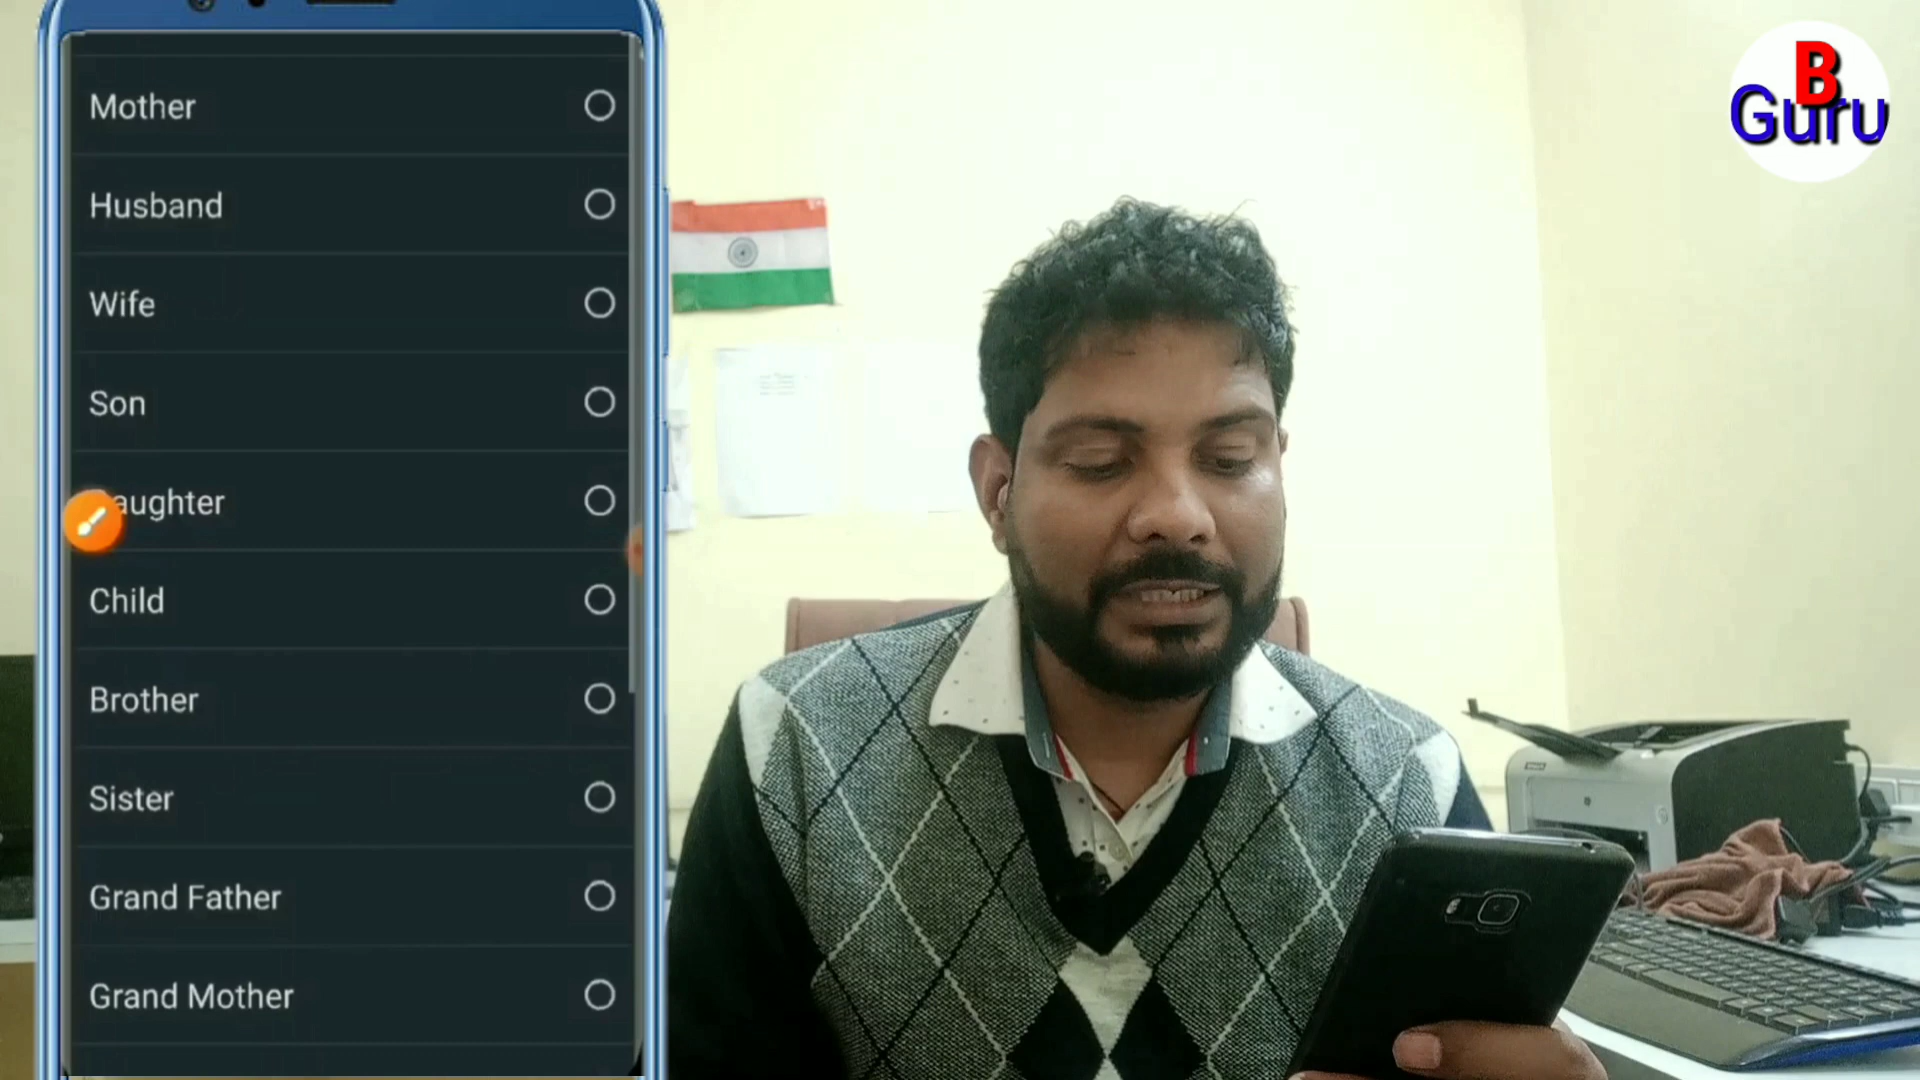 Mother
Husband
Wife
Son
aughter
Child
Brother
Sister
Grand Father
Grand Mother
B
Guru